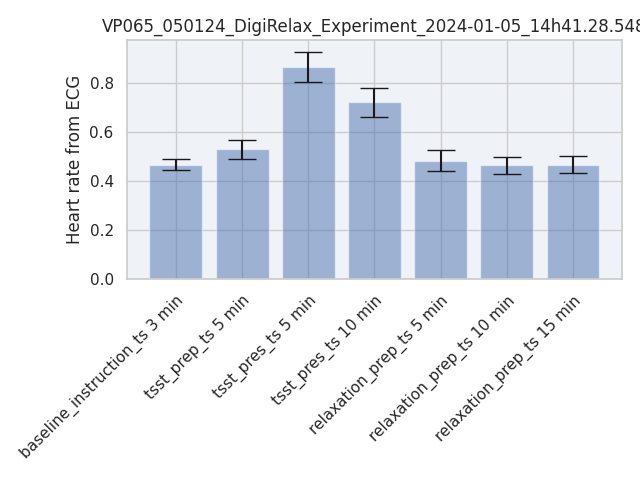 VP065_050124_DigiRelax_Experiment_2024-01-05_14h41.28.548
Heart rate from ECG
0.8
0.6
0.4
0.2
0.0
baseline_instruction_ts 3 min
tsst_prep_ts 5 min
tsst_pres_ts 5 min
tsst_pres_ts 10 min
relaxation_prep_ts 5 min
relaxation_prep_ts 10 min
relaxation_prep_ts 15 min